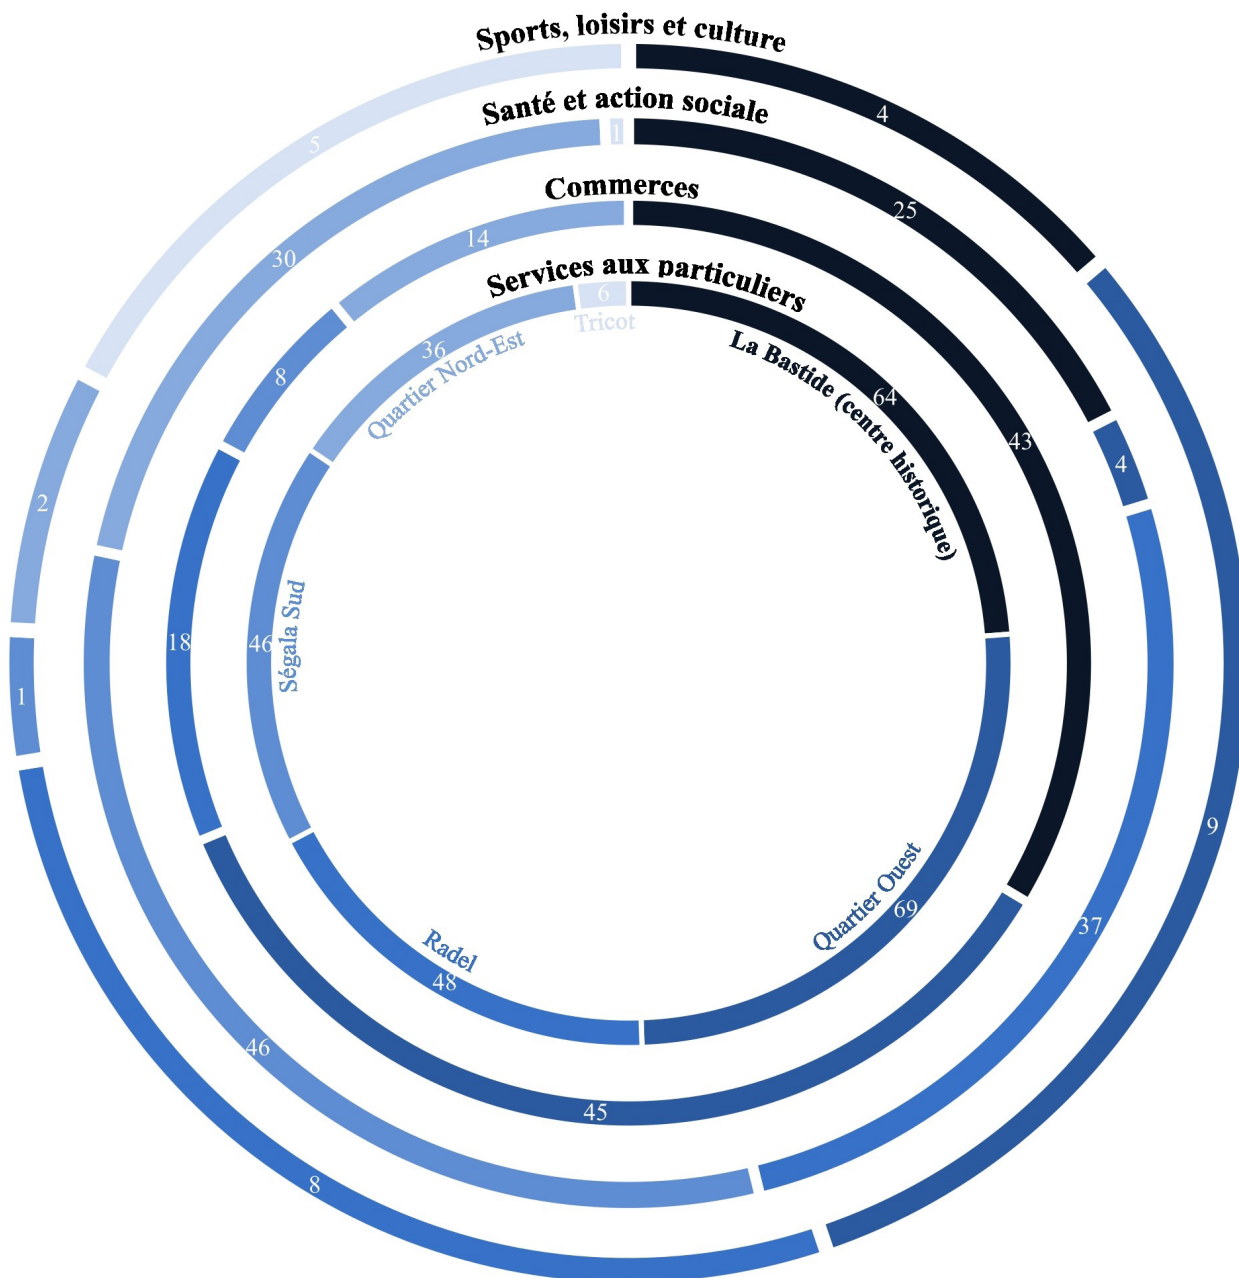 Sports, loisirs et culture
4
9
8
1
2
5
Santé et action sociale
25
4
37
46
30
1
Commerces
43
45
18
8
14
Services aux particuliers
64
69
48
46
36
6
La Bastide (centre historique)
Quartier Ouest
Radel
Ségala Sud
Quartier Nord-Est
Tricot